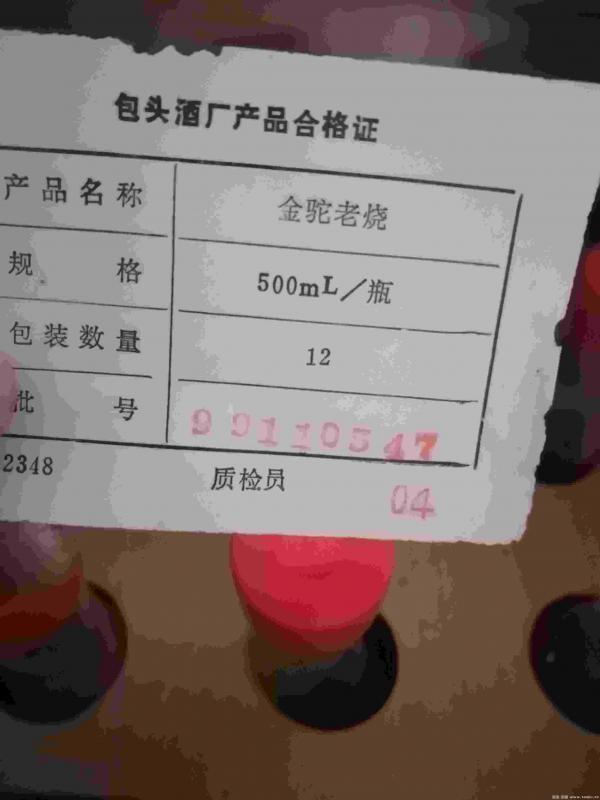 包头酒厂产品合格证
产品名称 金驼老烧
规格 500mL/瓶
包装数量 12
批号 99110547
2348 质检员 04